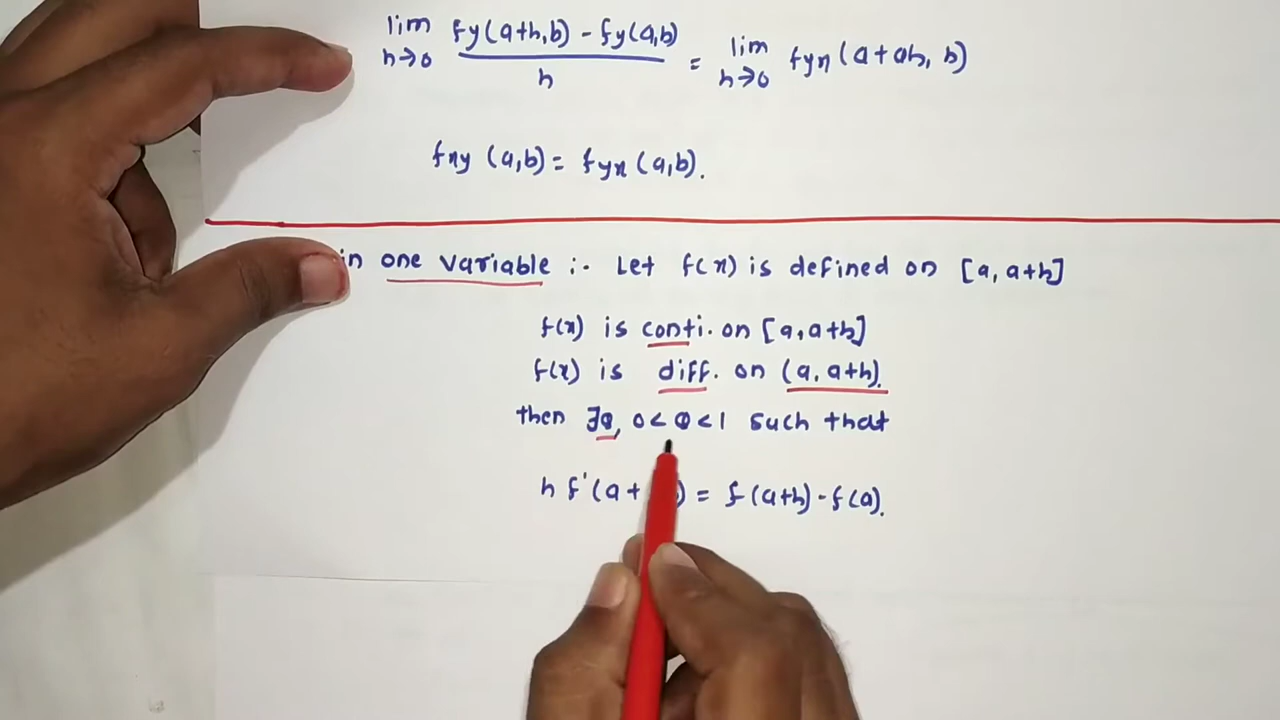 lim h→0 fy(a+h,b) - fy(a,b) / h = lim h→0 fyx (a+θh, b)
fxy (a,b) = fyx (a,b).
in one variable :- Let f(x) is defined on [a, a+h]
f(x) is conti. on [a, a+h]
f(x) is diff. on (a, a+h).
then ∃θ, 0<θ<1 such that
h f'(a+ ) = f(a+h)-f(a).